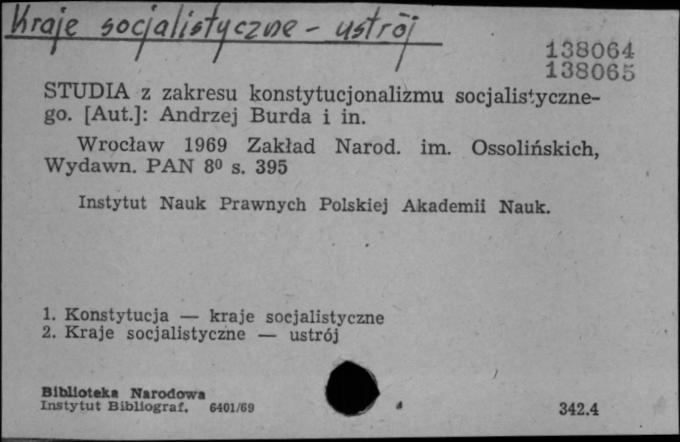 Kraje socjalistyczne - ustrój
138064
138065
STUDIA z zakresu konstytucjonalizmu socjalistyczne-
go. [Aut.]: Andrzej Burda i in.
Wrocław 1969 Zakład Narod. im. Ossolińskich,
Wydawn. PAN 8⁰ s. 395
Instytut Nauk Prawnych Polskiej Akademii Nauk.
1. Konstytucja — kraje socjalistyczne
2. Kraje socjalistyczne — ustrój
Biblioteka Narodowa
Instytut Bibliograf. 6401/69
342.4